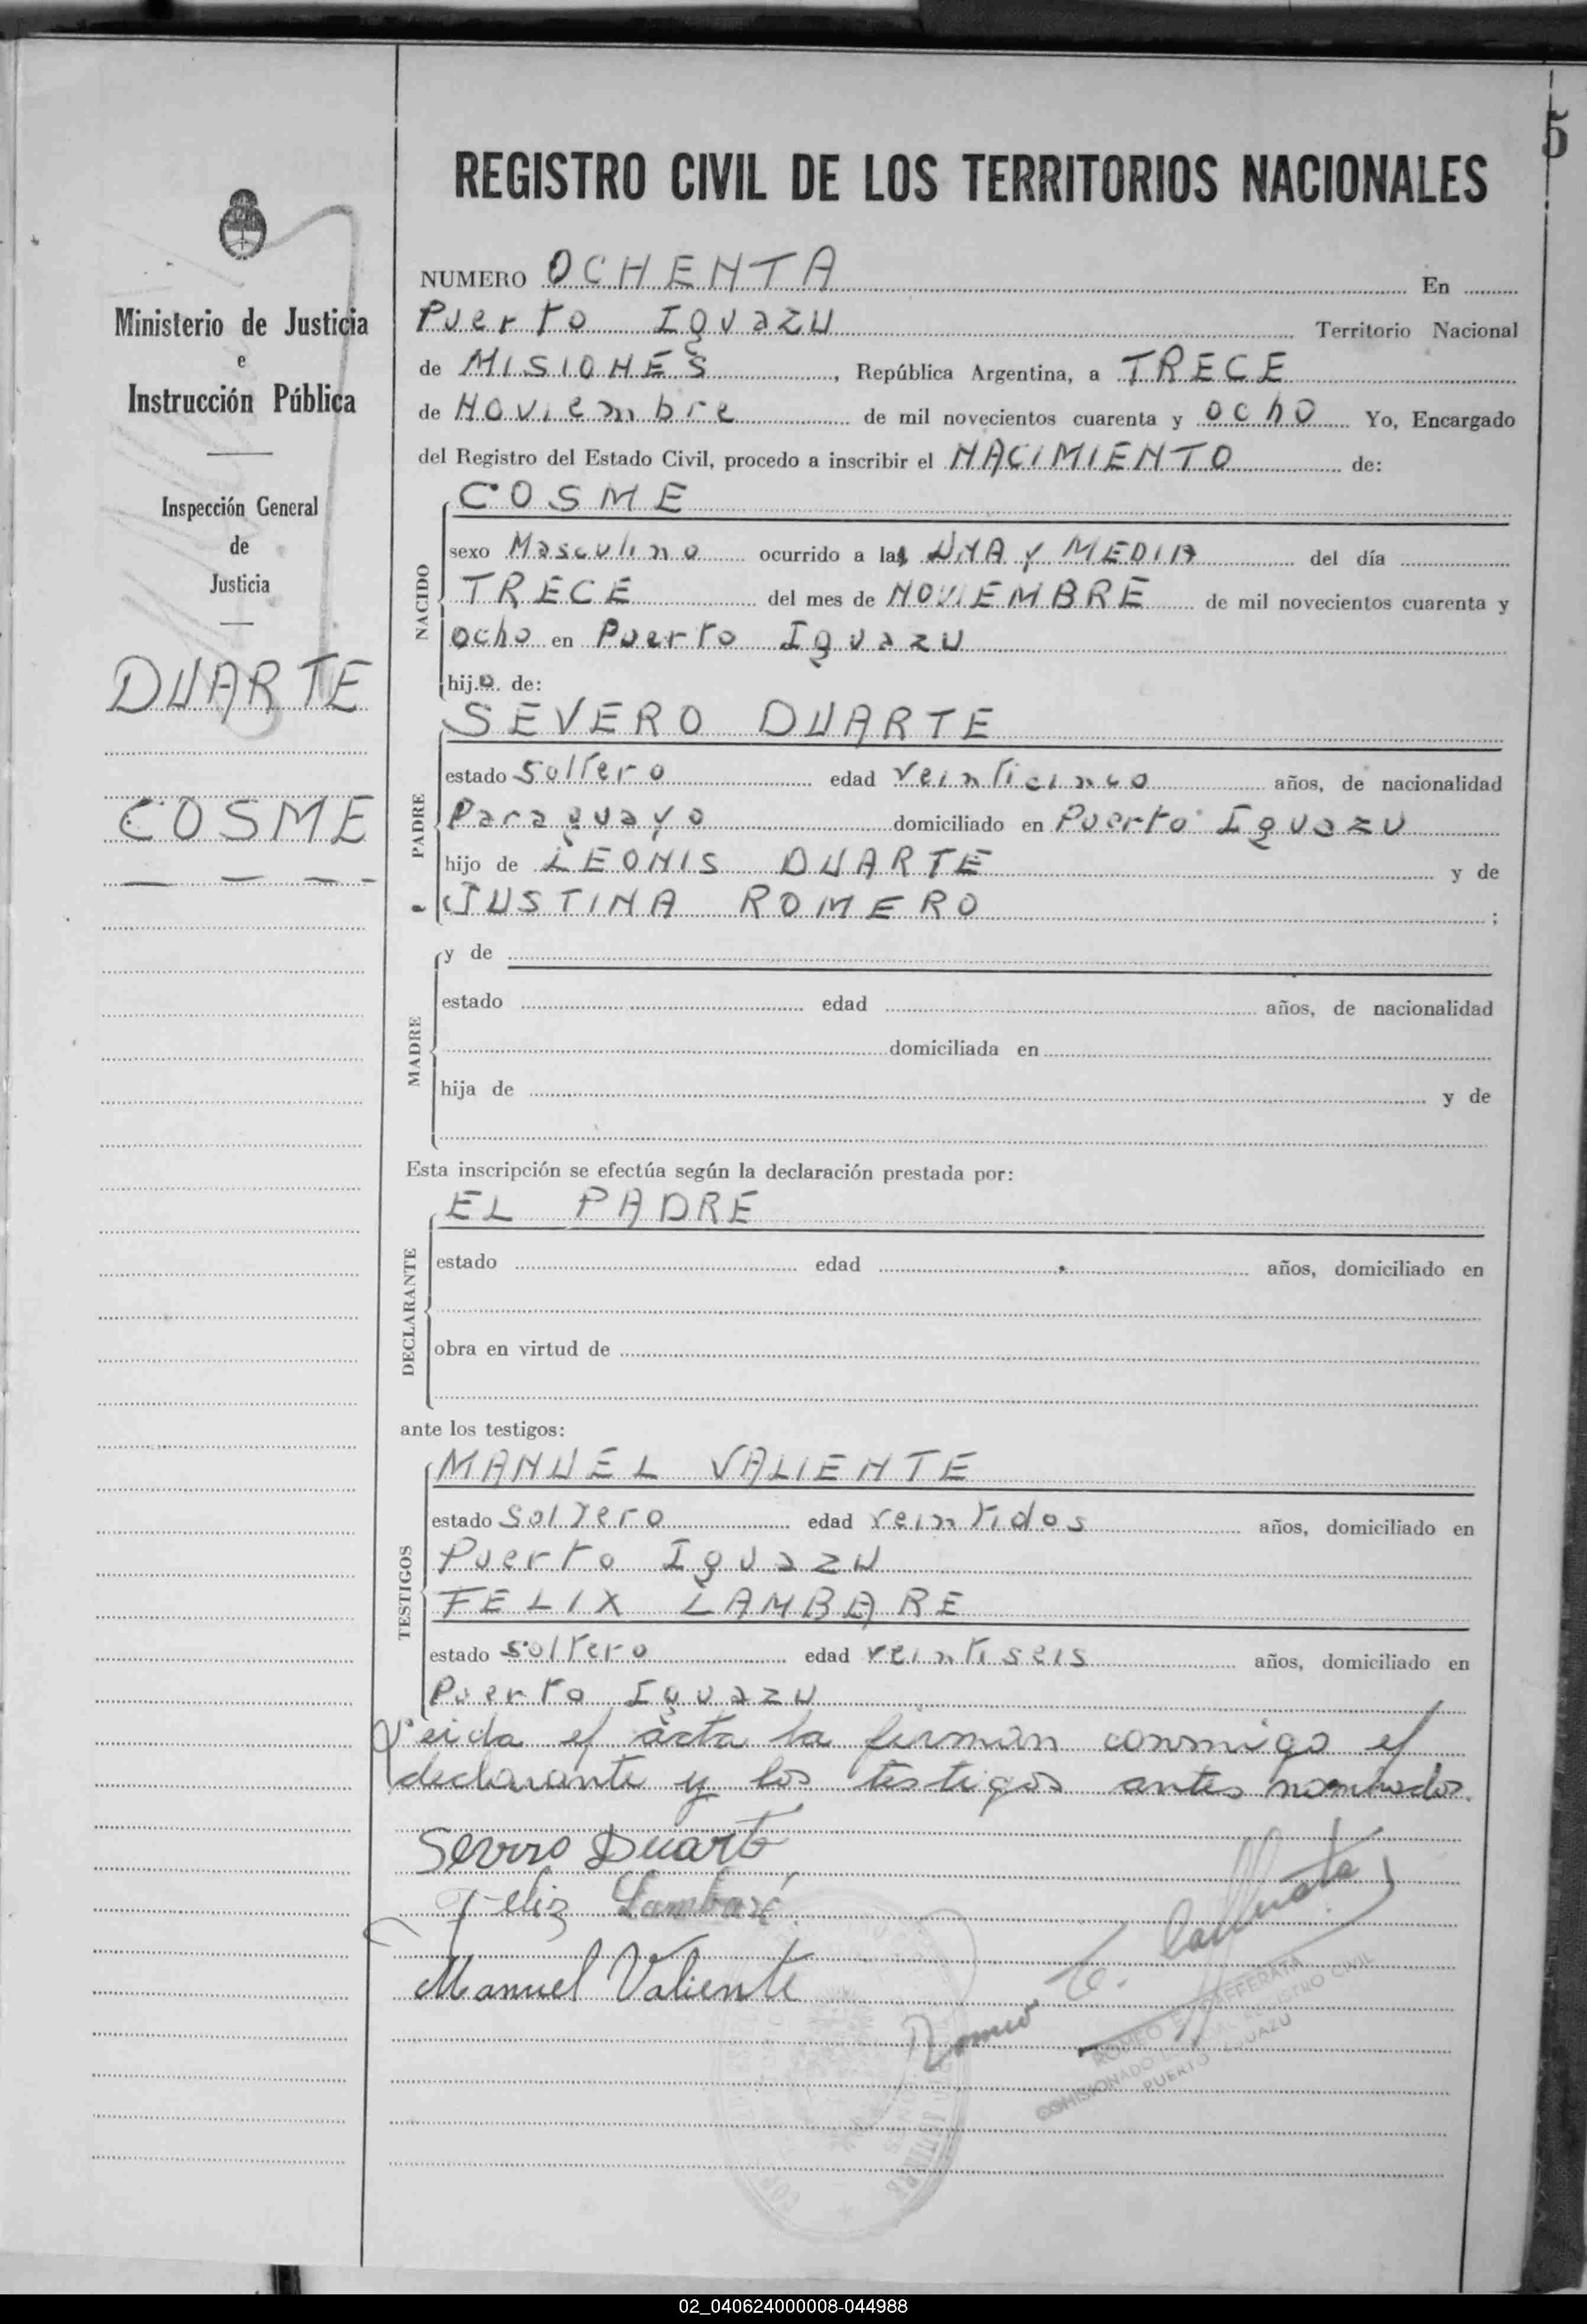 5
REGISTRO CIVIL DE LOS TERRITORIOS NACIONALES
Ministerio de Justicia
e
Instrucción Pública
Inspección General
de
Justicia
DUARTE
COSME
NUMERO OCHENTA En
Puerto Iguazu Territorio Nacional
de MISIONES, República Argentina, a TRECE
de Noviembre de mil novecientos cuarenta y ocho Yo, Encargado
del Registro del Estado Civil, procedo a inscribir el NACIMIENTO de:
NACIDO
COSME
sexo Masculino ocurrido a las UNA Y MEDIA del día
TRECE del mes de NOVIEMBRE de mil novecientos cuarenta y
ocho en Puerto Iguazu
hijo de:
PADRE
SEVERO DUARTE
estado soltero edad veinticinco años, de nacionalidad
Paraguayo domiciliado en Puerto Iguazu
hijo de LEONIS DUARTE y de
JUSTINA ROMERO ;
MADRE
y de
estado edad años, de nacionalidad
domiciliada en
hija de y de
Esta inscripción se efectúa según la declaración prestada por:
DECLARANTE
EL PADRE
estado edad años, domiciliado en
obra en virtud de
ante los testigos:
TESTIGOS
MANUEL VALIENTE
estado soltero edad veintidos años, domiciliado en
Puerto Iguazu
FELIX LAMBARE
estado soltero edad veintiseis años, domiciliado en
Puerto Iguazu
Leida el acta la firman conmigo el
declarante y los testigos antes nombrados.
Severo Duarte
Feliz Lambaré
Manuel Valiente
Romeo E. Cafferata
ROMEO E. CAFFERATA
COMISIONADO REGISTRO CIVIL
PUERTO IGUAZU
02_040624000008-044988